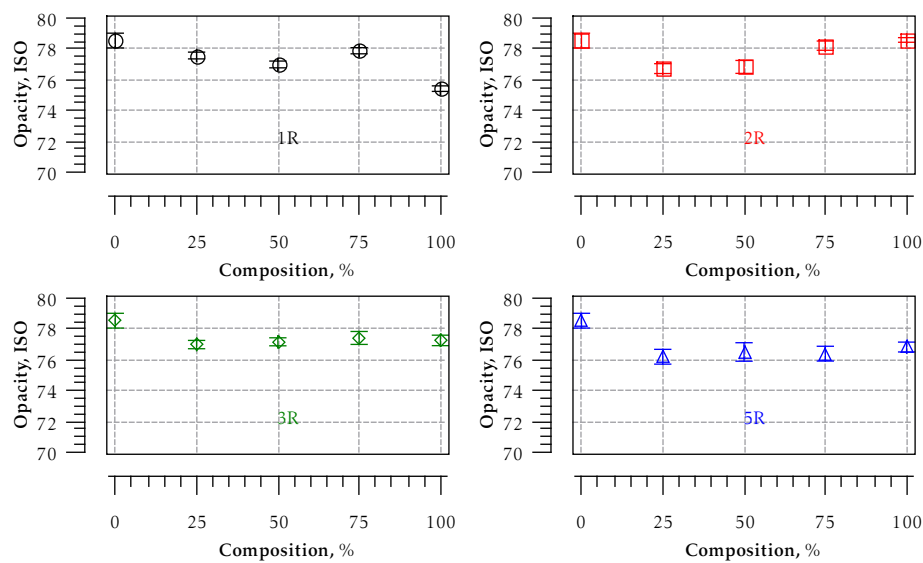 80
78
76
74
72
70
Opacity, ISO
1R
0 25 50 75 100
Composition, %
80
78
76
74
72
70
Opacity, ISO
2R
0 25 50 75 100
Composition, %
80
78
76
74
72
70
Opacity, ISO
3R
0 25 50 75 100
Composition, %
80
78
76
74
72
70
Opacity, ISO
5R
0 25 50 75 100
Composition, %